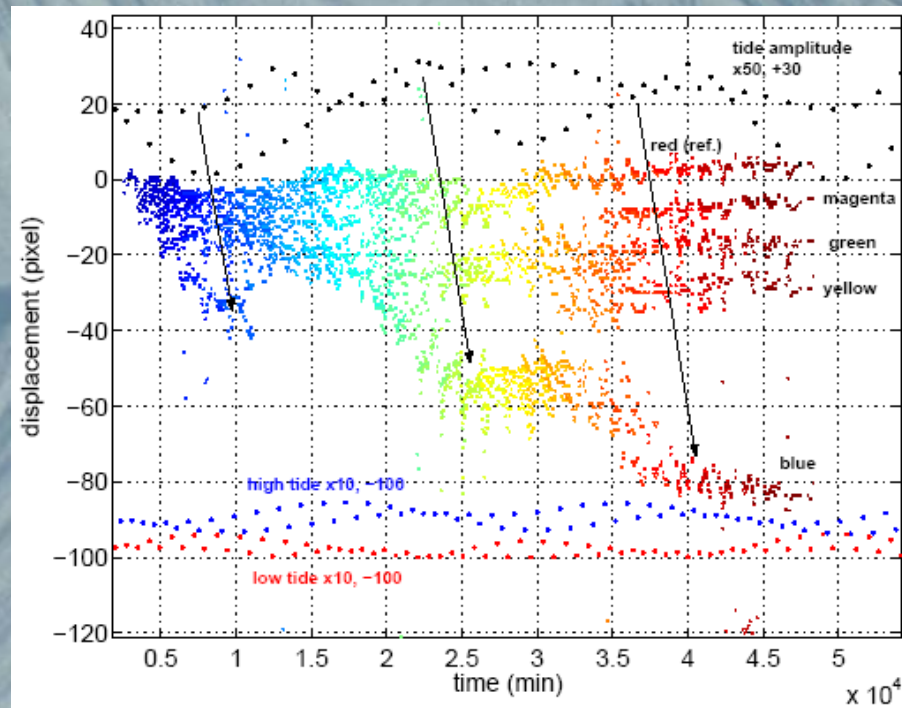 40
20
0
−20
−40
−60
−80
−100
−120
displacement (pixel)
tide amplitude
x50, +30
red (ref.)
magenta
green
yellow
blue
high tide x10, −100
low tide x10, −100
0.5 1 1.5 2 2.5 3 3.5 4 4.5 5
time (min)
x 10⁴